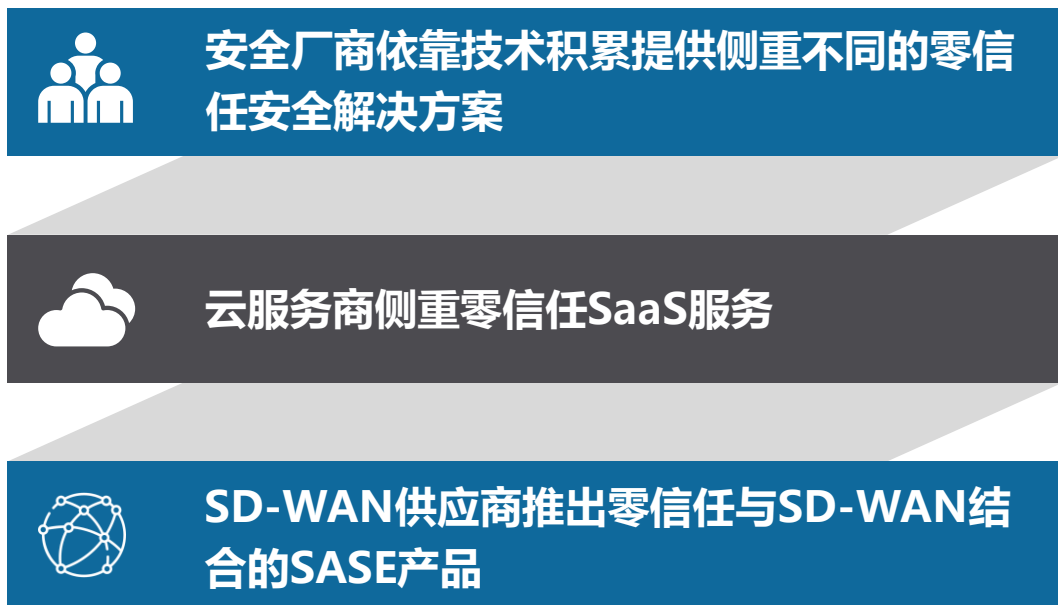 安全厂商依靠技术积累提供侧重不同的零信
任安全解决方案
云服务商侧重零信任SaaS服务
SD-WAN供应商推出零信任与SD-WAN结
合的SASE产品